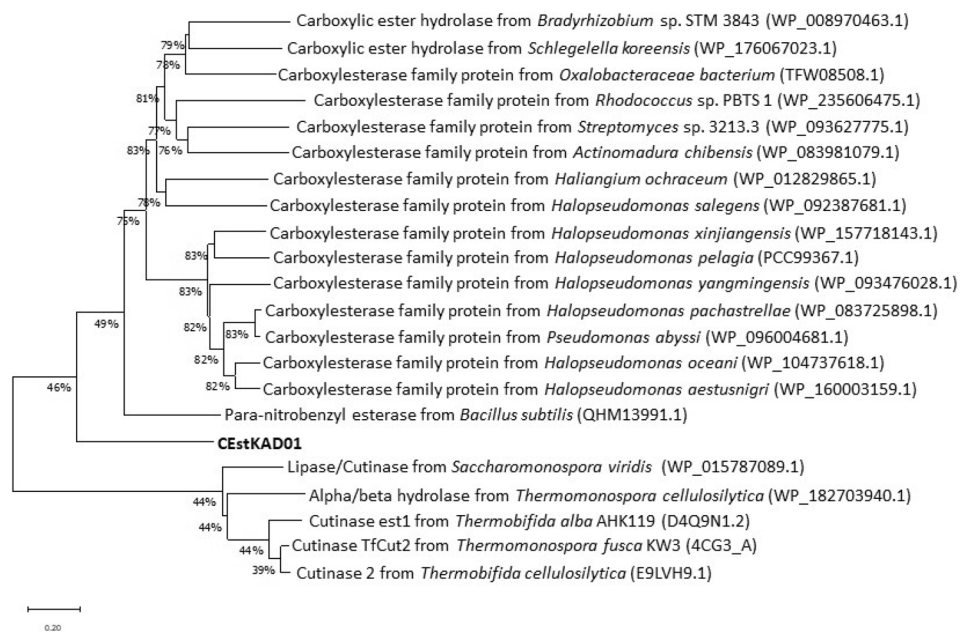 Carboxylic ester hydrolase from Bradyrhizobium sp. STM 3843 (WP_008970463.1)
79%
Carboxylic ester hydrolase from Schlegelella koreensis (WP_176067023.1)
78%
Carboxylesterase family protein from Oxalobacteraceae bacterium (TFW08508.1)
81%
Carboxylesterase family protein from Rhodococcus sp. PBTS 1 (WP_235606475.1)
77%
Carboxylesterase family protein from Streptomyces sp. 3213.3 (WP_093627775.1)
83%
76%
Carboxylesterase family protein from Actinomadura chibensis (WP_083981079.1)
Carboxylesterase family protein from Haliangium ochraceum (WP_012829865.1)
78%
Carboxylesterase family protein from Halopseudomonas salegens (WP_092387681.1)
75%
Carboxylesterase family protein from Halopseudomonas xinjiangensis (WP_157718143.1)
83%
Carboxylesterase family protein from Halopseudomonas pelagia (PCC99367.1)
83%
Carboxylesterase family protein from Halopseudomonas yangmingensis (WP_093476028.1)
Carboxylesterase family protein from Halopseudomonas pachastrellae (WP_083725898.1)
49%
82%
83%
Carboxylesterase family protein from Pseudomonas abyssi (WP_096004681.1)
82%
Carboxylesterase family protein from Halopseudomonas oceani (WP_104737618.1)
46%
82%
Carboxylesterase family protein from Halopseudomonas aestusnigri (WP_160003159.1)
Para-nitrobenzyl esterase from Bacillus subtilis (QHM13991.1)
CEstKAD01
Lipase/Cutinase from Saccharomonospora viridis (WP_015787089.1)
44%
Alpha/beta hydrolase from Thermomonospora cellulosilytica (WP_182703940.1)
44%
Cutinase est1 from Thermobifida alba AHK119 (D4Q9N1.2)
44%
Cutinase TfCut2 from Thermomonospora fusca KW3 (4CG3_A)
39%
Cutinase 2 from Thermobifida cellulosilytica (E9LVH9.1)
0.20